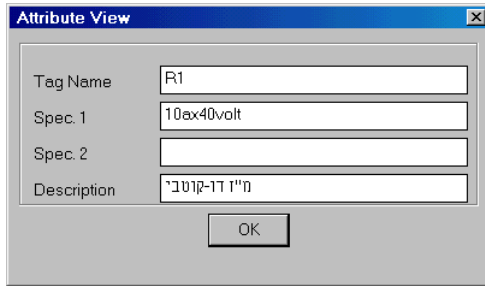 Attribute View
Tag Name R1
Spec. 1 10ax40volt
Spec. 2
Description מ"ז דו-קוטבי
OK